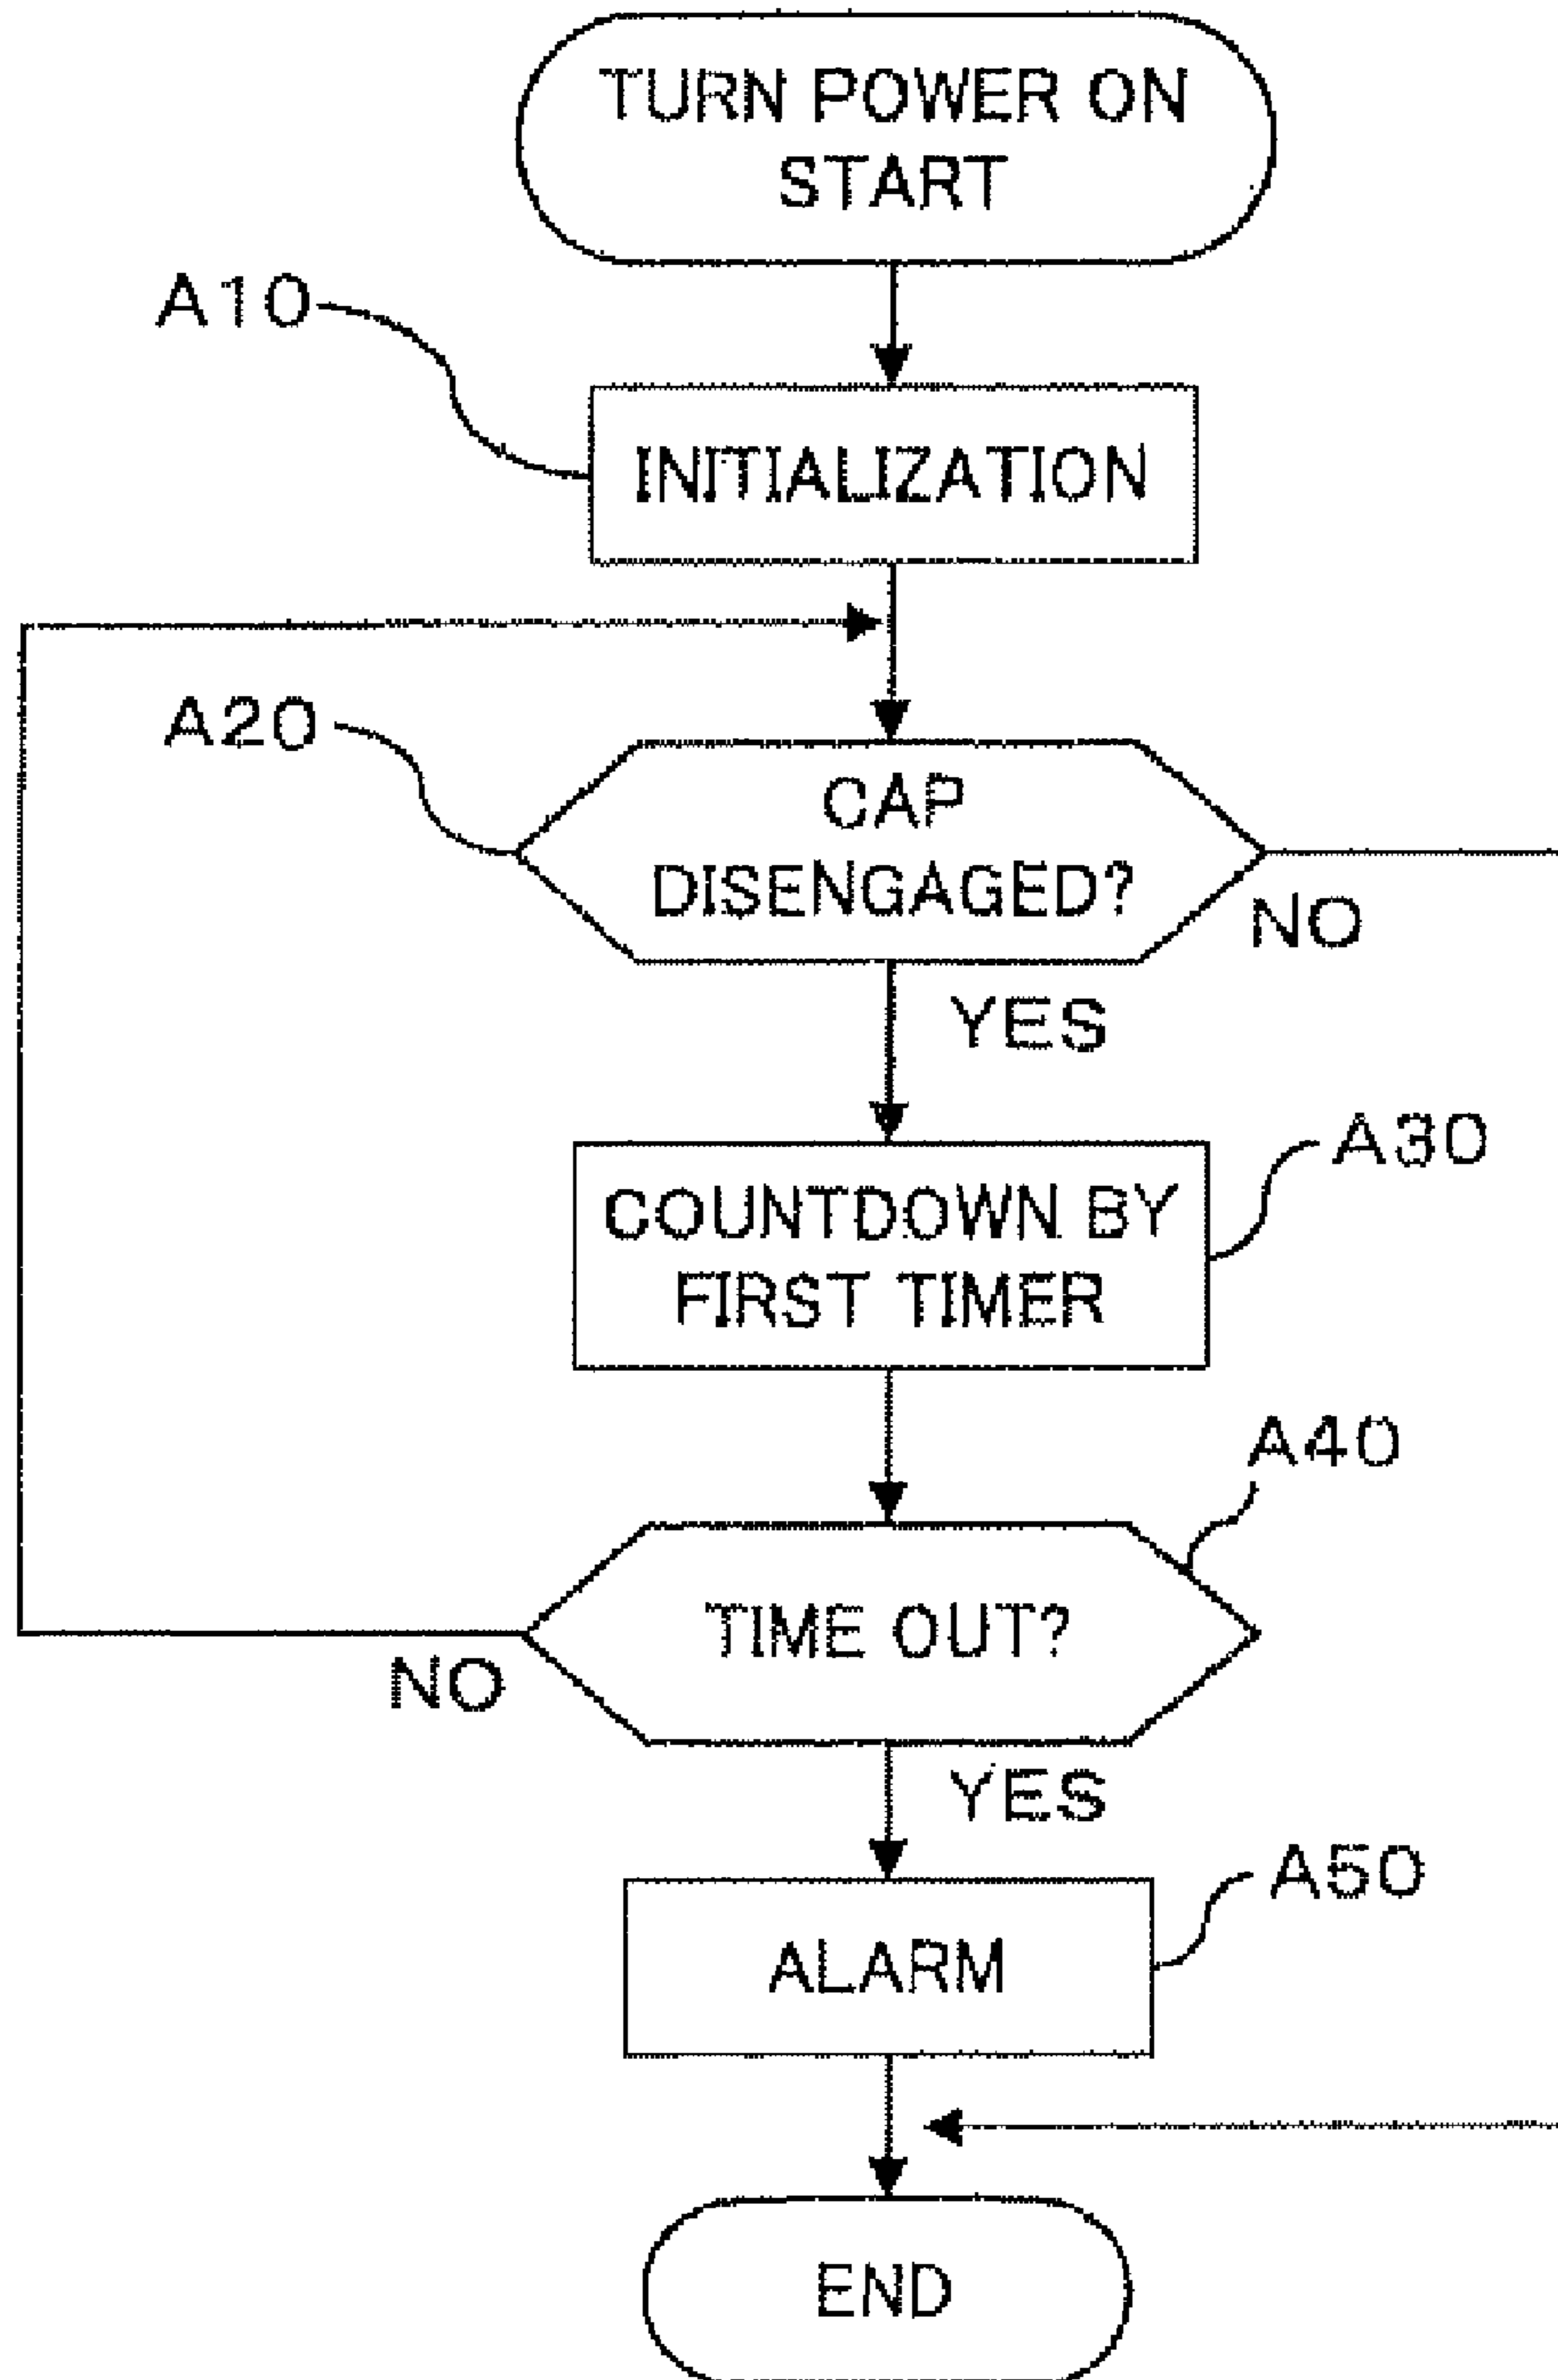 TURN POWER ON
START
A10
INITIALIZATION
A20
CAP
DISENGAGED?
NO
YES
A30
COUNTDOWN BY
FIRST TIMER
A40
TIME OUT?
NO
YES
A50
ALARM
END